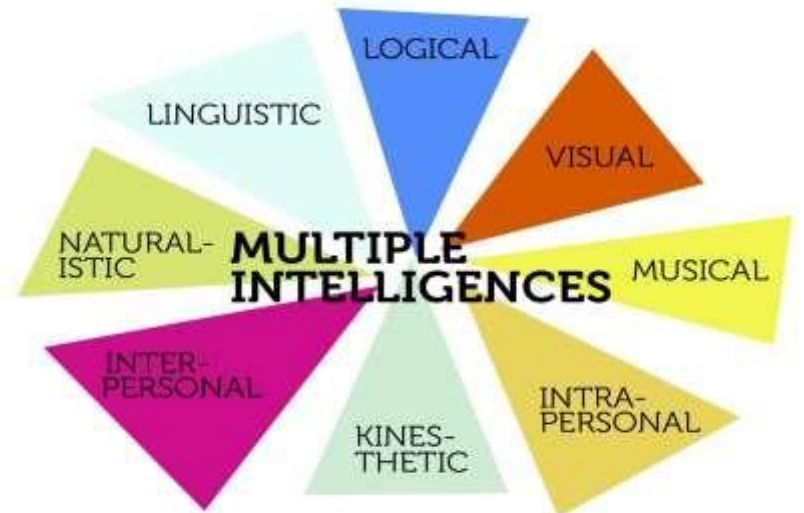 LOGICAL
LINGUISTIC
VISUAL
NATURAL-
ISTIC
MULTIPLE
INTELLIGENCES
MUSICAL
INTER-
PERSONAL
INTRA-
PERSONAL
KINES-
THETIC